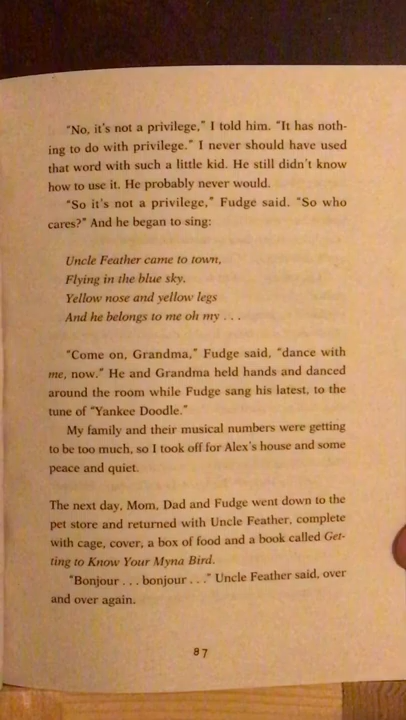 "No, it's not a privilege," I told him. "It has noth-
ing to do with privilege." I never should have used
that word with such a little kid. He still didn't know
how to use it. He probably never would.
"So it's not a privilege," Fudge said. "So who
cares?" And he began to sing:
Uncle Feather came to town,
Flying in the blue sky.
Yellow nose and yellow legs
And he belongs to me oh my . . .
"Come on, Grandma," Fudge said, "dance with
me, now." He and Grandma held hands and danced
around the room while Fudge sang his latest, to the
tune of "Yankee Doodle."
My family and their musical numbers were getting
to be too much, so I took off for Alex's house and some
peace and quiet.
The next day, Mom, Dad and Fudge went down to the
pet store and returned with Uncle Feather, complete
with cage, cover, a box of food and a book called Get-
ting to Know Your Myna Bird.
"Bonjour . . . bonjour . . ." Uncle Feather said, over
and over again.
87